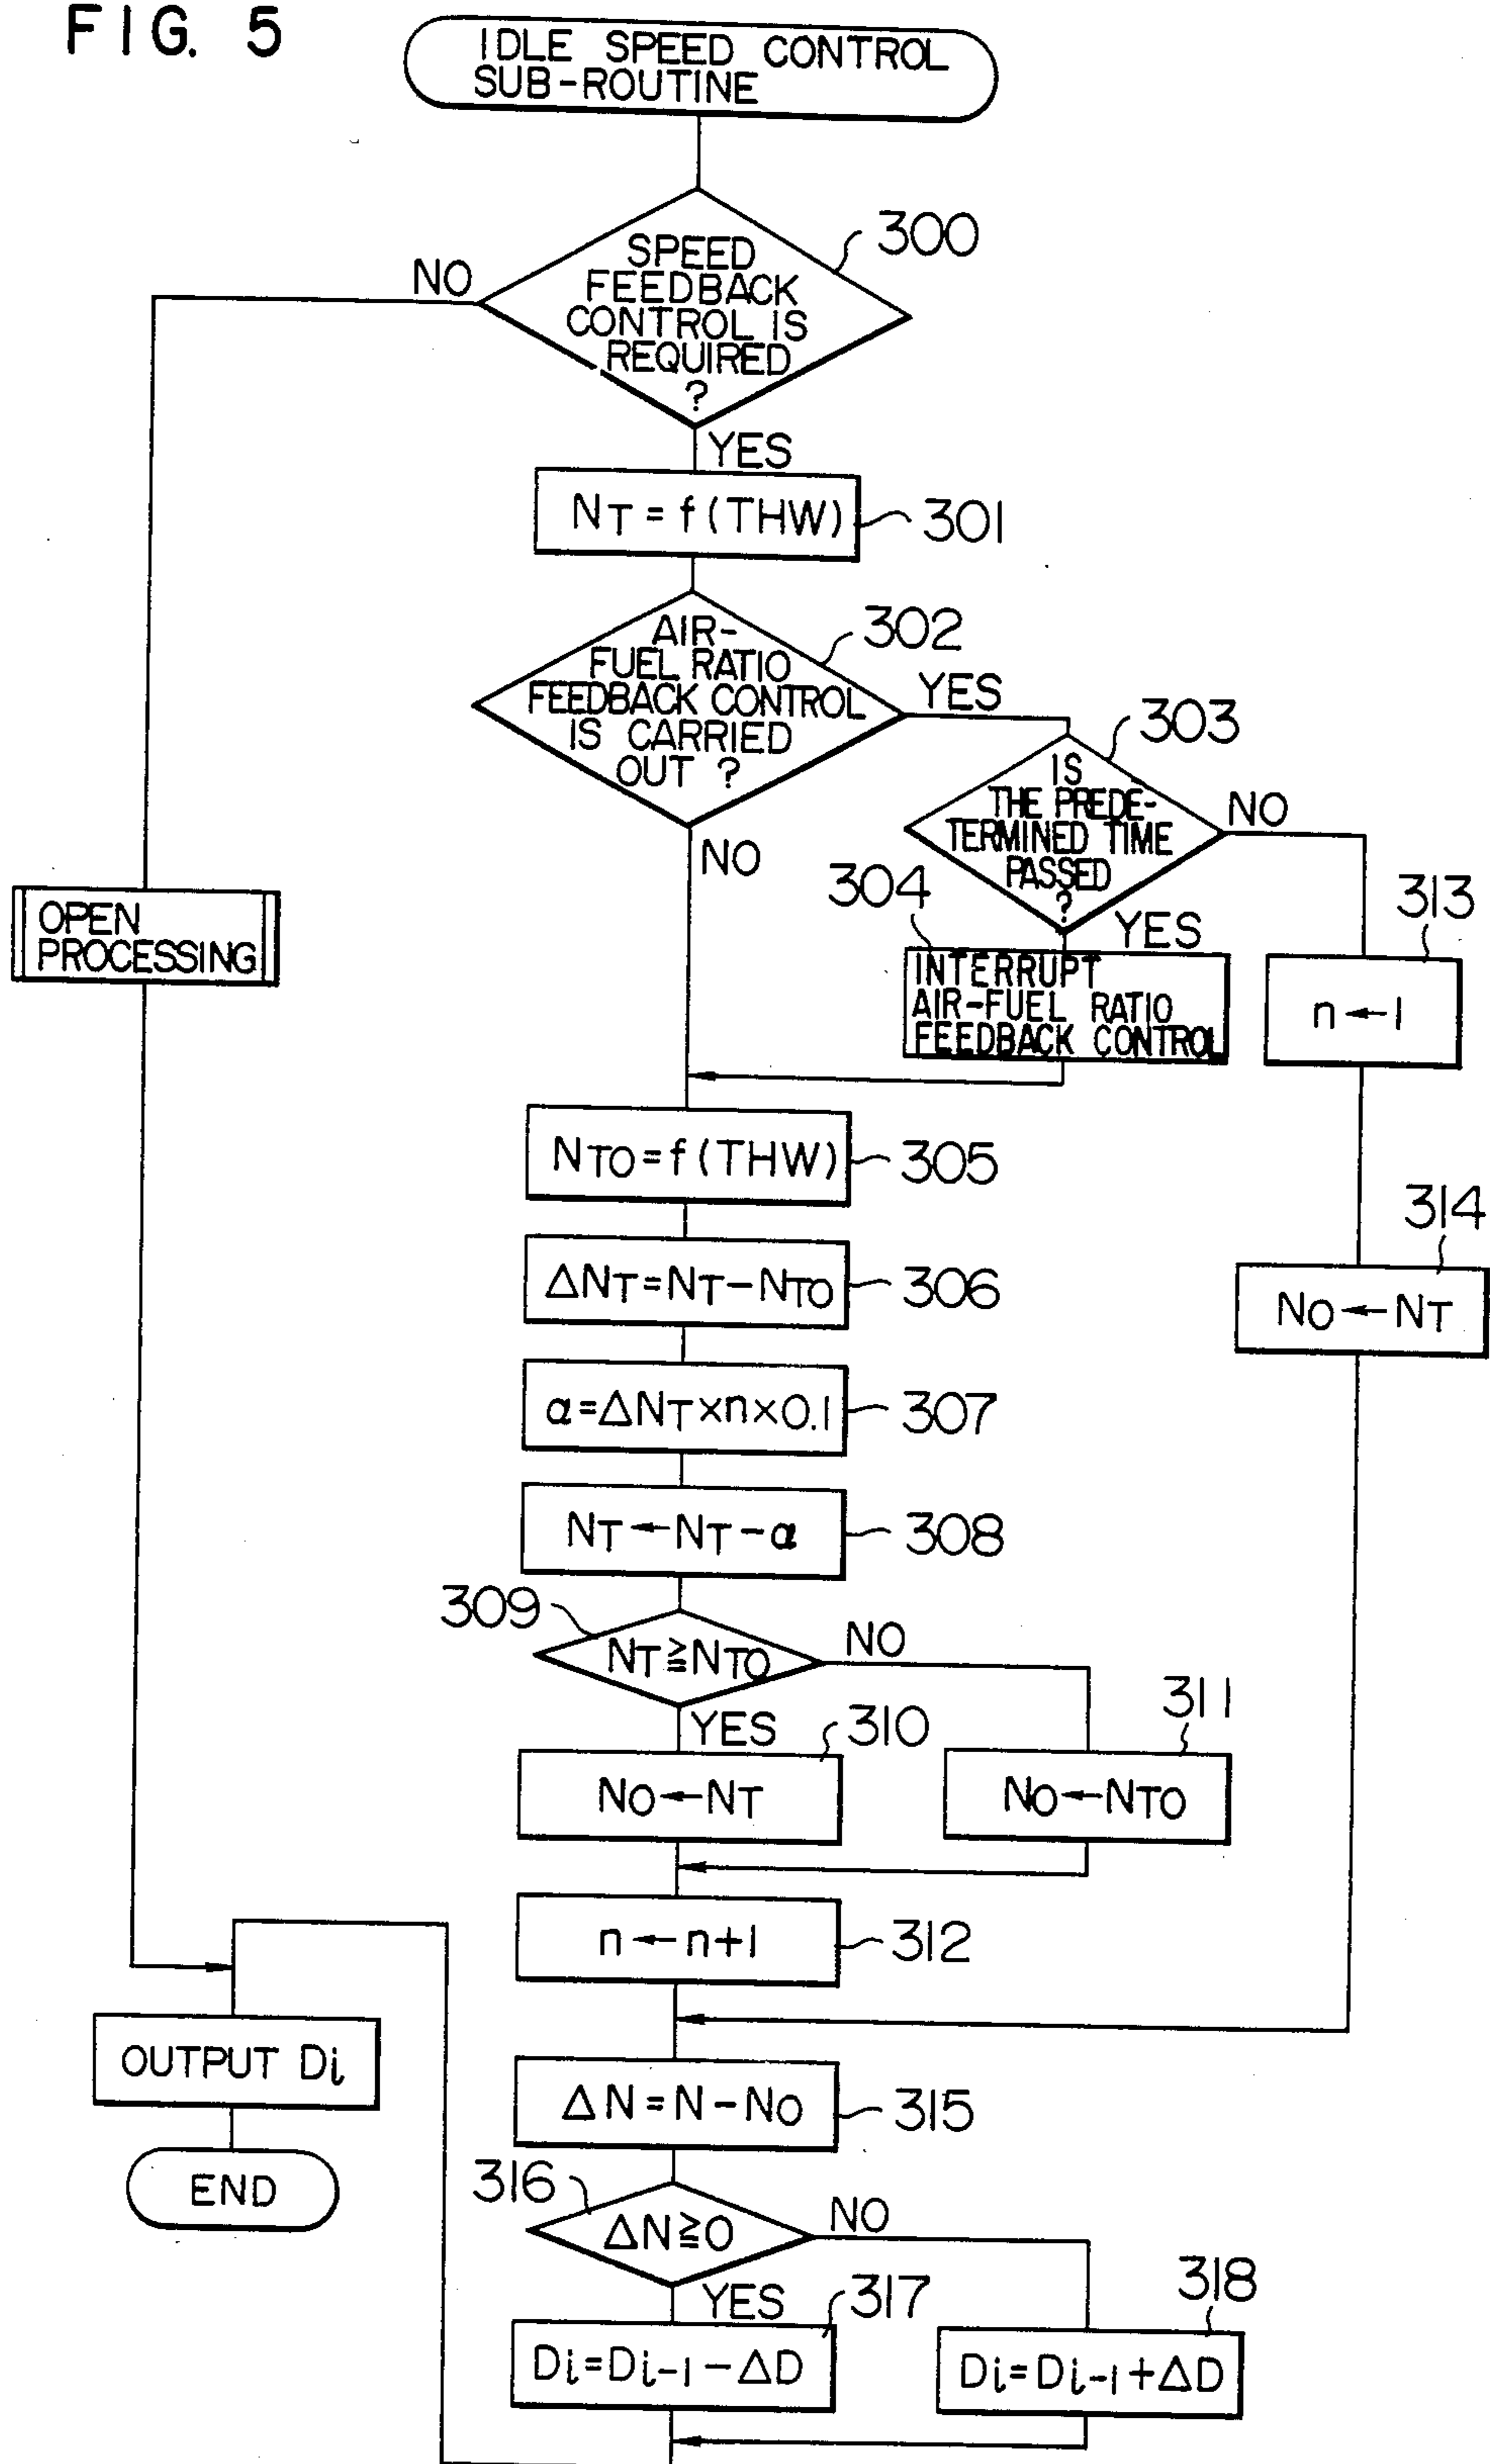 FIG. 5
IDLE SPEED CONTROL
SUB-ROUTINE
300
SPEED
FEEDBACK
CONTROL IS
REQUIRED
?
NO
YES
NT = f (THW)
301
302
AIR-
FUEL RATIO
FEEDBACK CONTROL
IS CARRIED
OUT ?
YES
NO
303
IS
THE PREDE-
TERMINED TIME
PASSED
?
NO
YES
304
INTERRUPT
AIR-FUEL RATIO
FEEDBACK CONTROL
313
n←1
OPEN
PROCESSING
NTO=f (THW)
305
314
NO←NT
ΔNT=NT-NTO
306
α=ΔNT×n×0.1
307
NT←NT-α
308
309
NT≧NTO
NO
YES
310
NO←NT
311
NO←NTO
n←n+1
312
OUTPUT Di
END
ΔN=N-NO
315
316
ΔN≧0
NO
YES
317
Di=Di-1-ΔD
318
Di=Di-1+ΔD